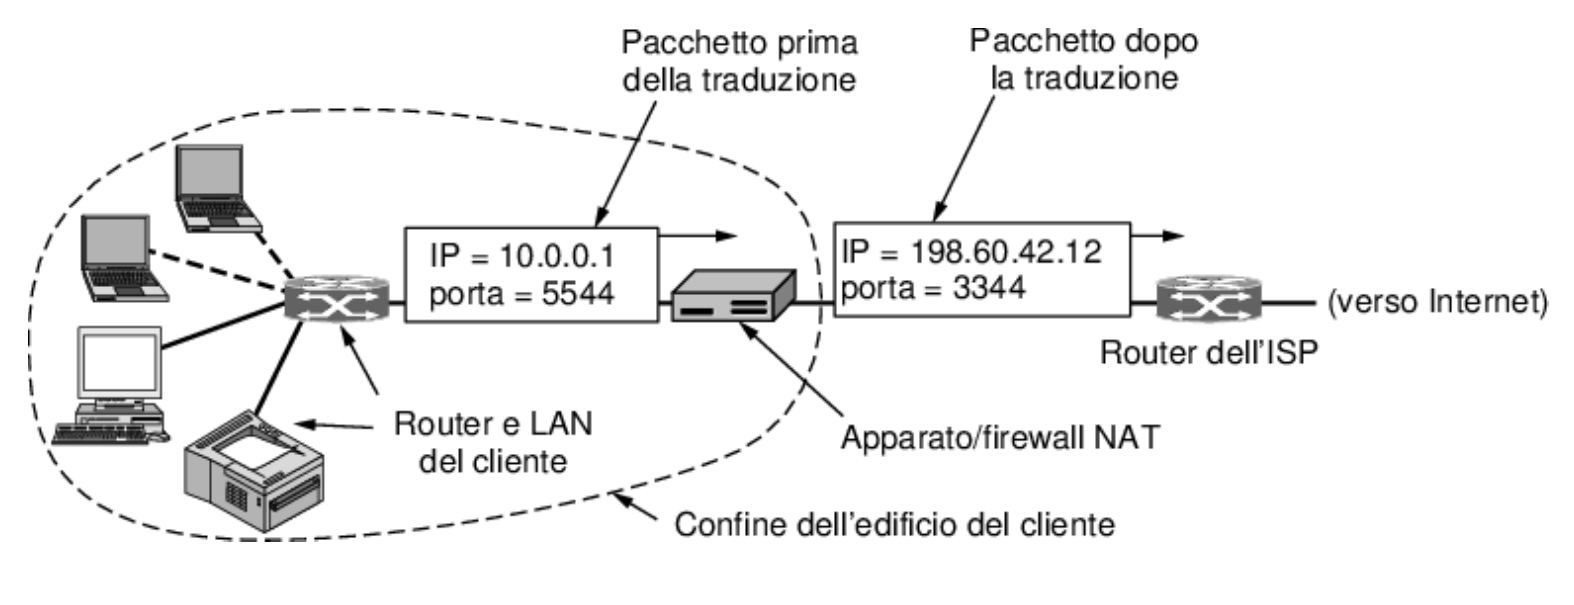 Pacchetto prima
della traduzione
Pacchetto dopo
la traduzione
IP = 10.0.0.1
porta = 5544
IP = 198.60.42.12
porta = 3344
(verso Internet)
Router dell'ISP
Router e LAN
del cliente
Apparato/firewall NAT
Confine dell'edificio del cliente